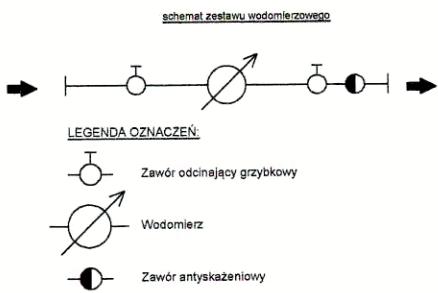 schemat zestawu wodomierzowego
LEGENDA OZNACZEŃ:
Zawór odcinający grzybkowy
Wodomierz
Zawór antyskażeniowy